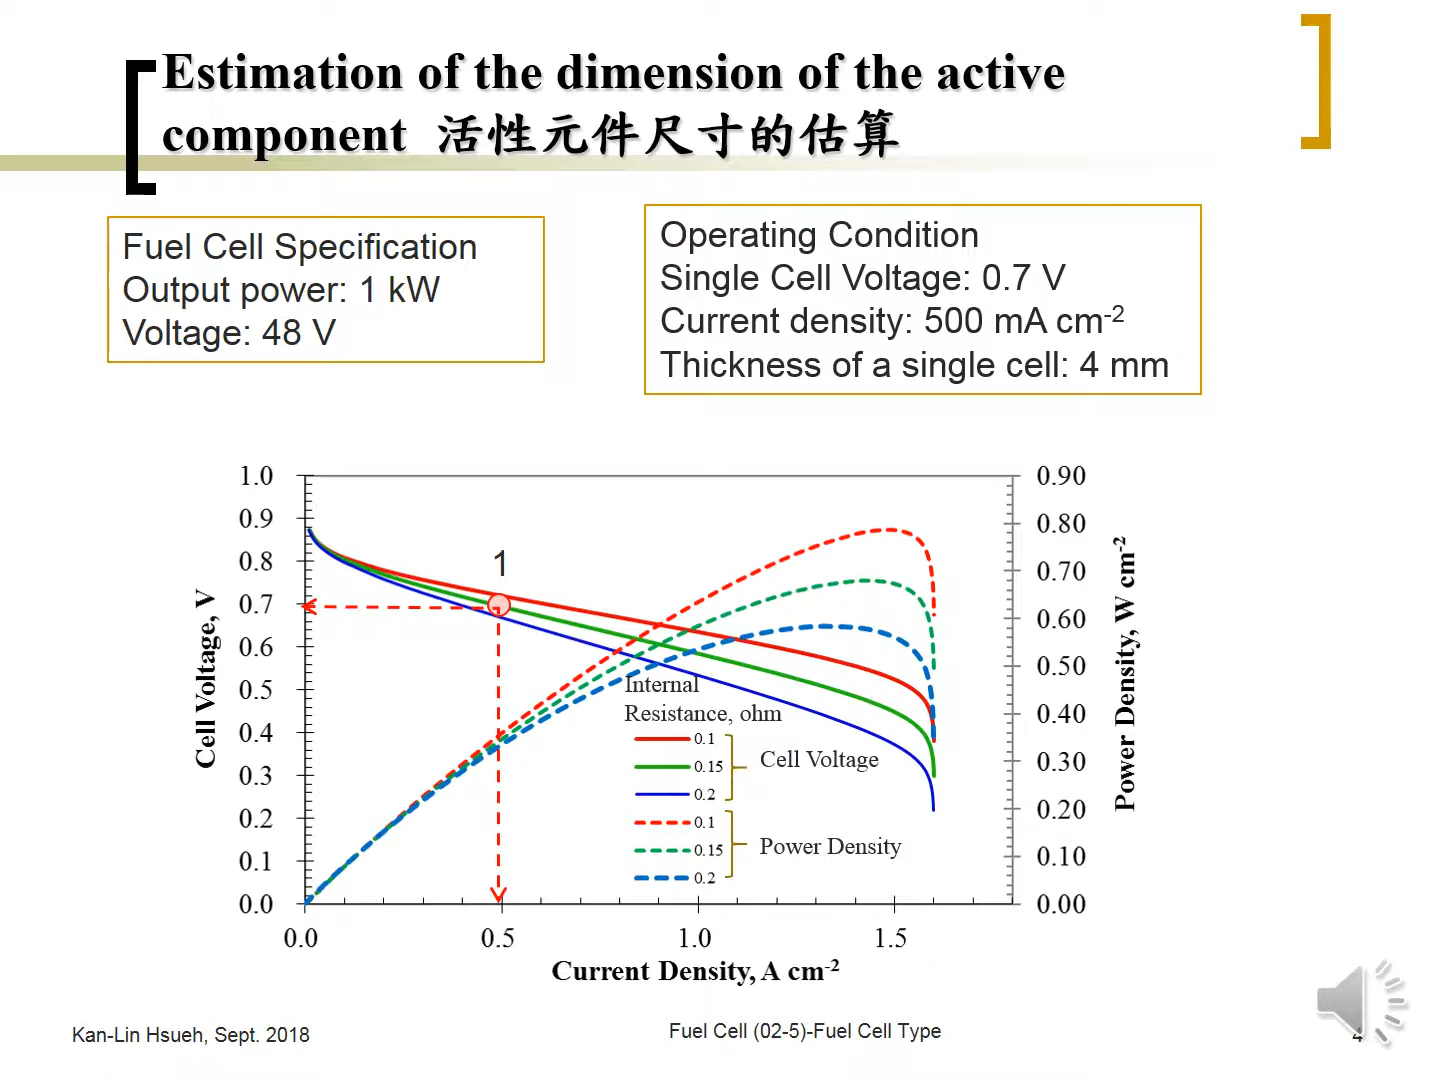 Estimation of the dimension of the active
component 活性元件尺寸的估算
Fuel Cell Specification
Output power: 1 kW
Voltage: 48 V
Operating Condition
Single Cell Voltage: 0.7 V
Current density: 500 mA cm-2
Thickness of a single cell: 4 mm
1.0
0.9
0.8
0.7
0.6
0.5
0.4
0.3
0.2
0.1
0.0
Cell Voltage, V
1
0.90
0.80
0.70
0.60
0.50
0.40
0.30
0.20
0.10
0.00
Power Density, W cm-2
Internal
Resistance, ohm
0.1
0.15
0.2
Cell Voltage
0.1
0.15
0.2
Power Density
0.0 0.5 1.0 1.5
Current Density, A cm-2
Kan-Lin Hsueh, Sept. 2018
Fuel Cell (02-5)-Fuel Cell Type
4